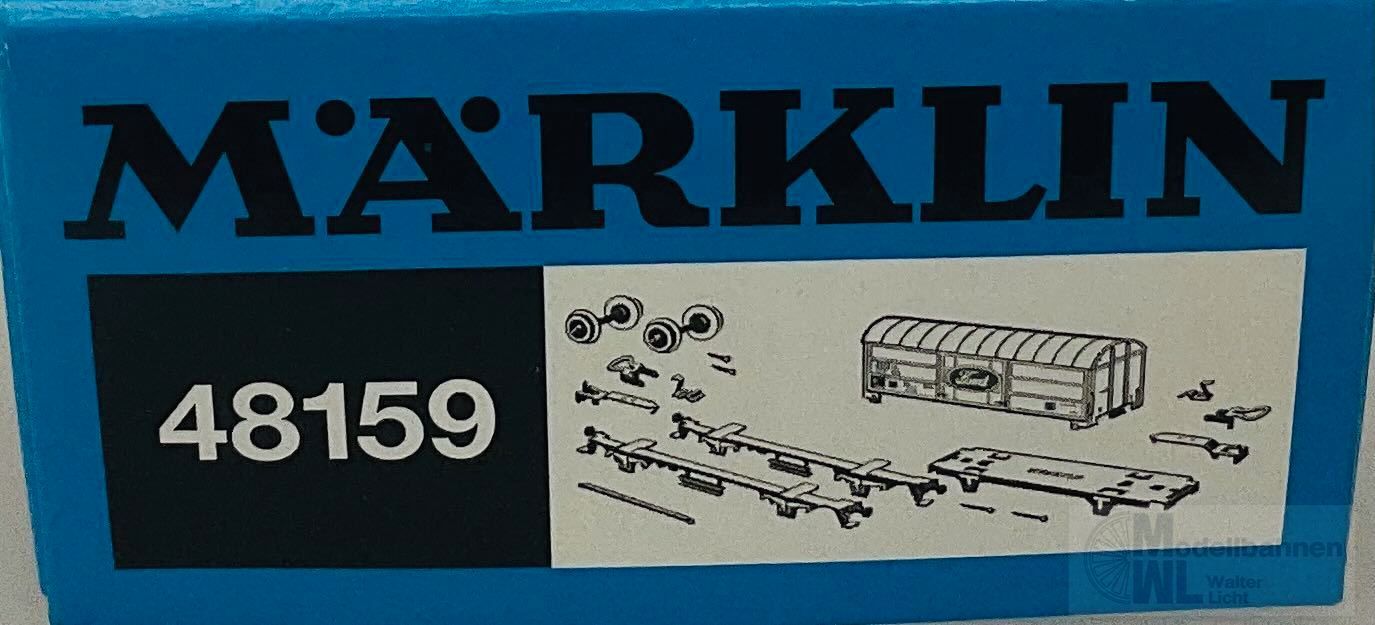 MÄRKLIN
48159
Modellbahnen
WL Walter
Licht